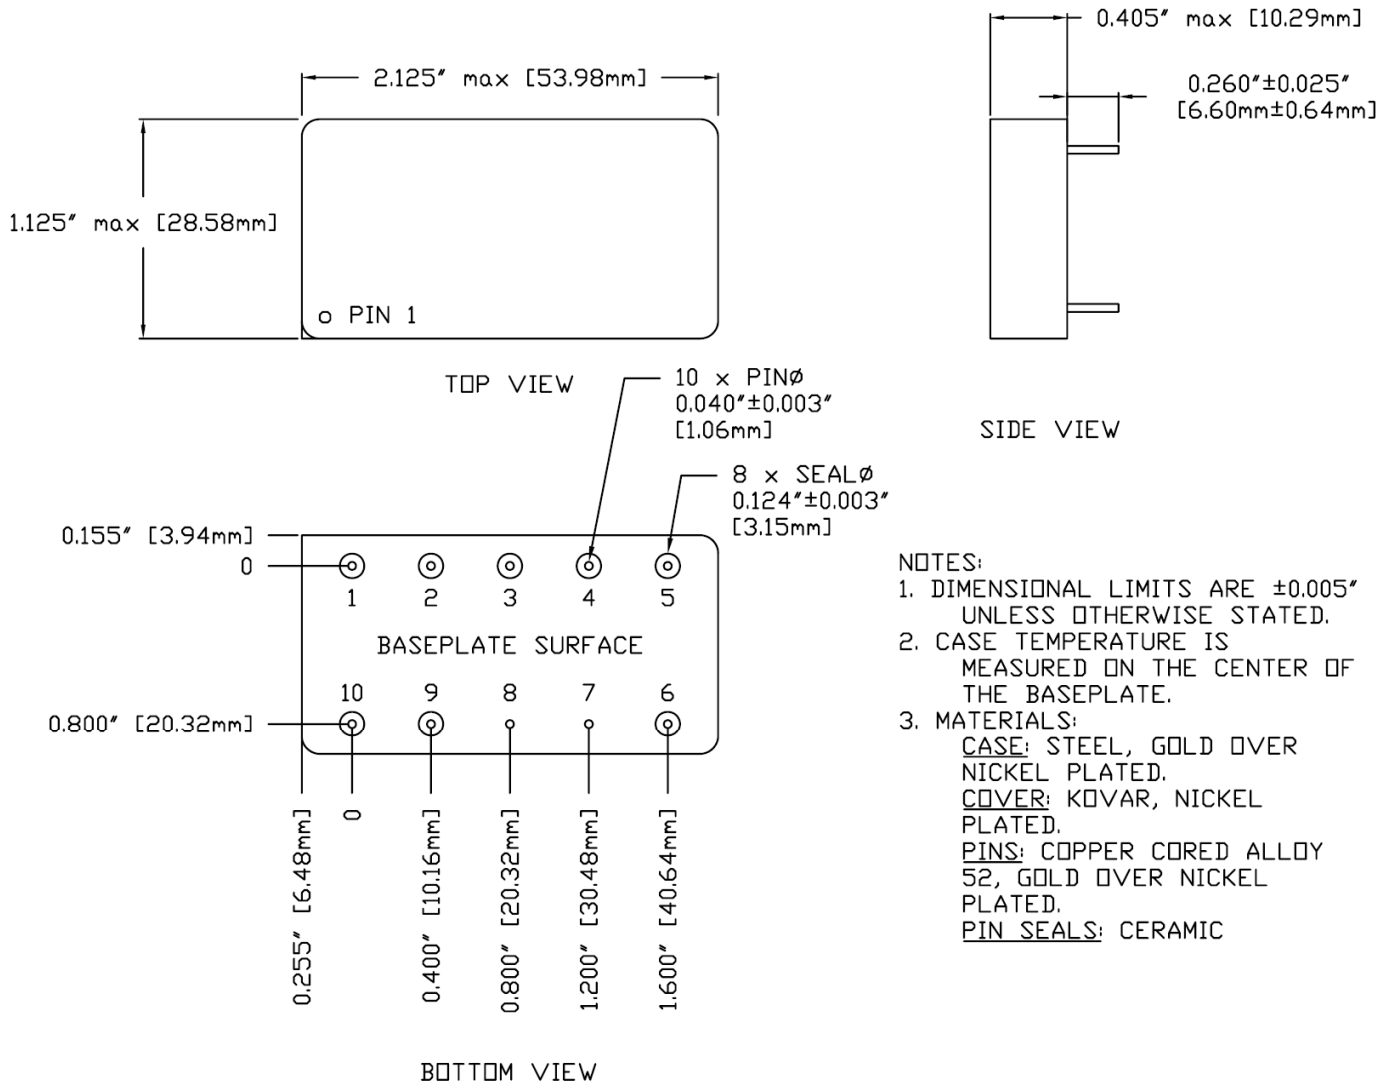 0.405" max [10.29mm]
2.125" max [53.98mm]
0.260"±0.025"
[6.60mm±0.64mm]
1.125" max [28.58mm]
o PIN 1
TOP VIEW
10 x PINØ
0.040"±0.003"
[1.06mm]
SIDE VIEW
8 x SEALØ
0.124"±0.003"
[3.15mm]
0.155" [3.94mm]
0
1 2 3 4 5
BASEPLATE SURFACE
10 9 8 7 6
0.800" [20.32mm]
0.255" [6.48mm]
0
0.400" [10.16mm]
0.800" [20.32mm]
1.200" [30.48mm]
1.600" [40.64mm]
BOTTOM VIEW
NOTES:
1. DIMENSIONAL LIMITS ARE ±0.005"
UNLESS OTHERWISE STATED.
2. CASE TEMPERATURE IS
MEASURED ON THE CENTER OF
THE BASEPLATE.
3. MATERIALS:
CASE: STEEL, GOLD OVER
NICKEL PLATED.
COVER: KOVAR, NICKEL
PLATED.
PINS: COPPER CORED ALLOY
52, GOLD OVER NICKEL
PLATED.
PIN SEALS: CERAMIC